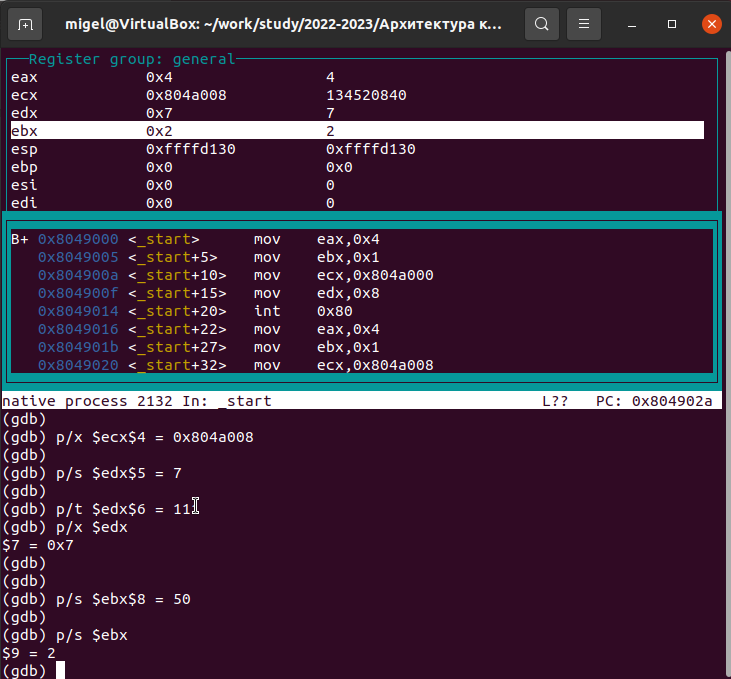 migel@VirtualBox: ~/work/study/2022-2023/Архитектура к...
Register group: general
eax 0x4 4
ecx 0x804a008 134520840
edx 0x7 7
ebx 0x2 2
esp 0xffffd130 0xffffd130
ebp 0x0 0x0
esi 0x0 0
edi 0x0 0
B+ 0x8049000 <_start> mov eax,0x4
0x8049005 <_start+5> mov ebx,0x1
0x804900a <_start+10> mov ecx,0x804a000
0x804900f <_start+15> mov edx,0x8
0x8049014 <_start+20> int 0x80
0x8049016 <_start+22> mov eax,0x4
0x804901b <_start+27> mov ebx,0x1
0x8049020 <_start+32> mov ecx,0x804a008
native process 2132 In: _start L?? PC: 0x804902a
(gdb)
(gdb) p/x $ecx$4 = 0x804a008
(gdb)
(gdb) p/s $edx$5 = 7
(gdb)
(gdb) p/t $edx$6 = 111
(gdb) p/x $edx
$7 = 0x7
(gdb)
(gdb)
(gdb) p/s $ebx$8 = 50
(gdb)
(gdb) p/s $ebx
$9 = 2
(gdb)